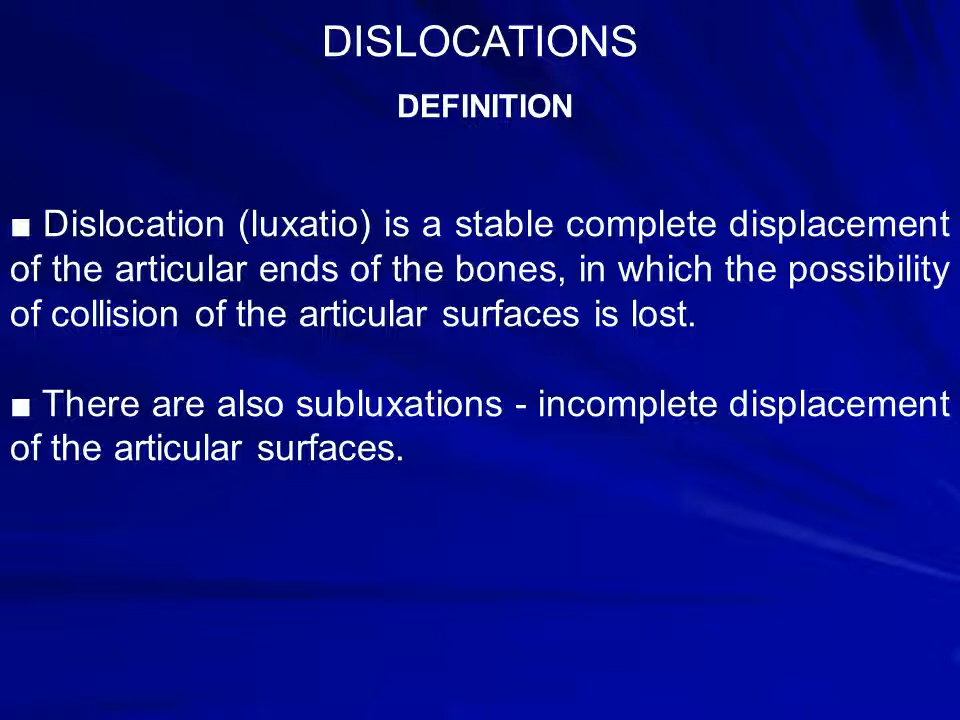 DISLOCATIONS
DEFINITION
■ Dislocation (luxatio) is a stable complete displacement
of the articular ends of the bones, in which the possibility
of collision of the articular surfaces is lost.
■ There are also subluxations - incomplete displacement
of the articular surfaces.